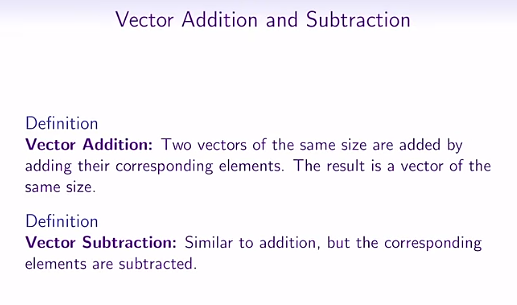 Vector Addition and Subtraction
Definition
Vector Addition: Two vectors of the same size are added by
adding their corresponding elements. The result is a vector of the
same size.
Definition
Vector Subtraction: Similar to addition, but the corresponding
elements are subtracted.